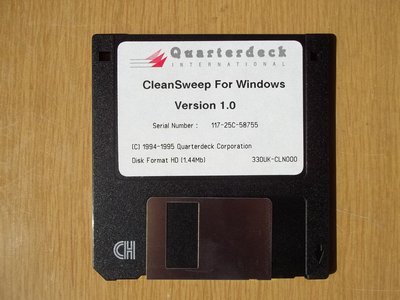 Quarterdeck
INTERNATIONAL
CleanSweep For Windows
Version 1.0
Serial Number : 117-25C-58755
(C) 1994-1995 Quarterdeck Corporation
Disk Format HD (1.44Mb) 330UK-CLN000